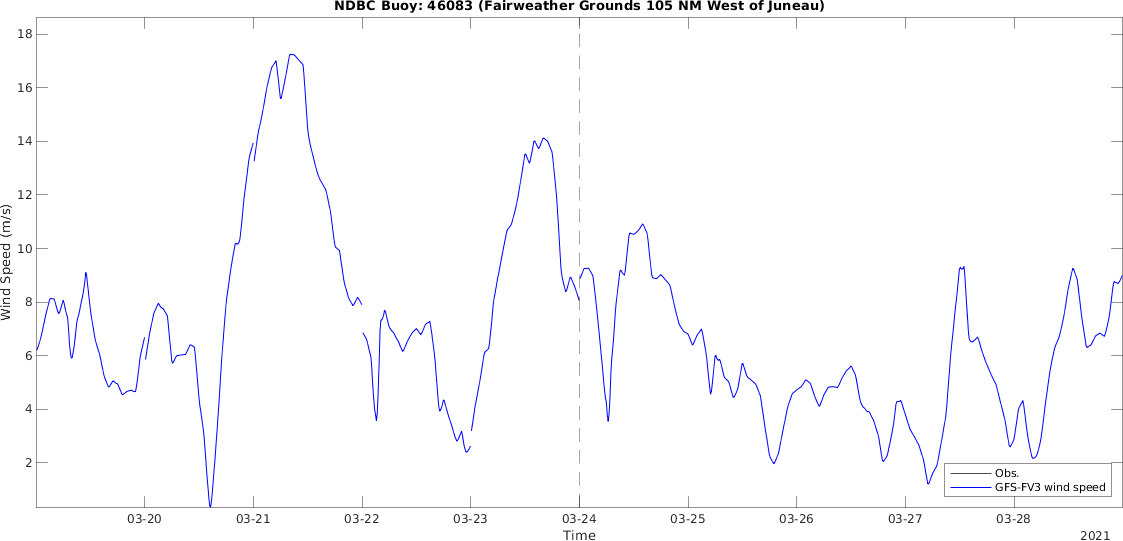 NDBC Buoy: 46083 (Fairweather Grounds 105 NM West of Juneau)
18
16
14
12
10
8
6
4
2
Wind Speed (m/s)
Obs.
GFS-FV3 wind speed
03-20 03-21 03-22 03-23 03-24 03-25 03-26 03-27 03-28
Time
2021